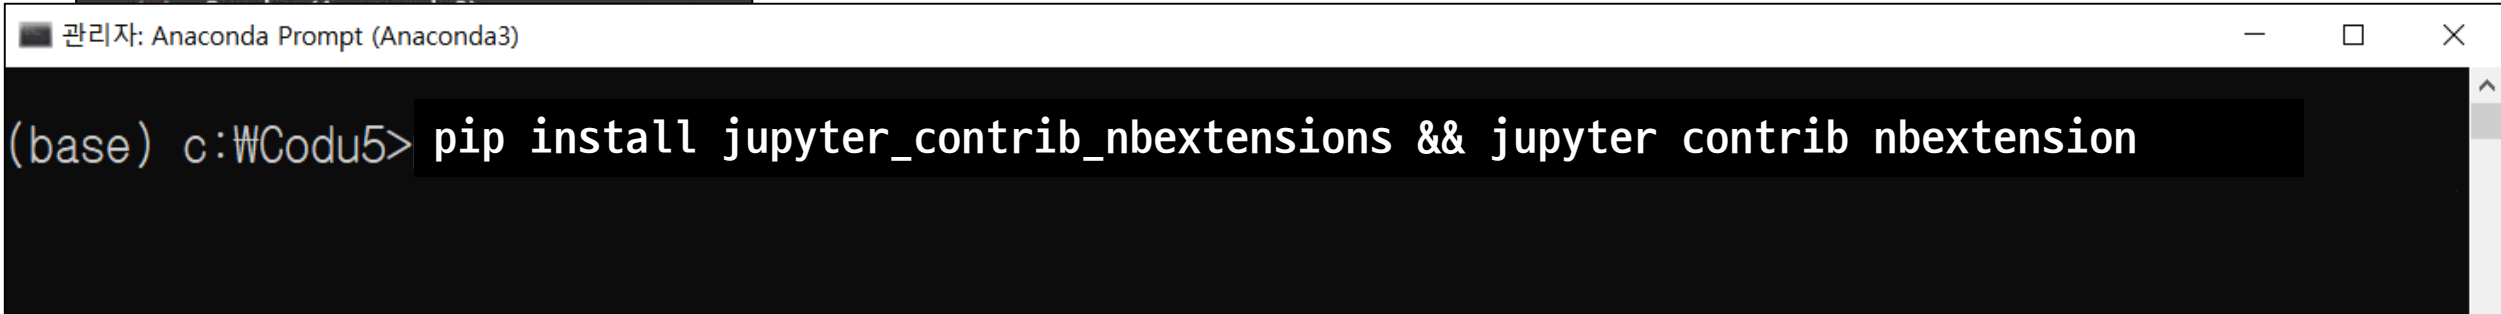 관리자: Anaconda Prompt (Anaconda3)
(base) c:₩Codu5> pip install jupyter_contrib_nbextensions && jupyter contrib nbextension